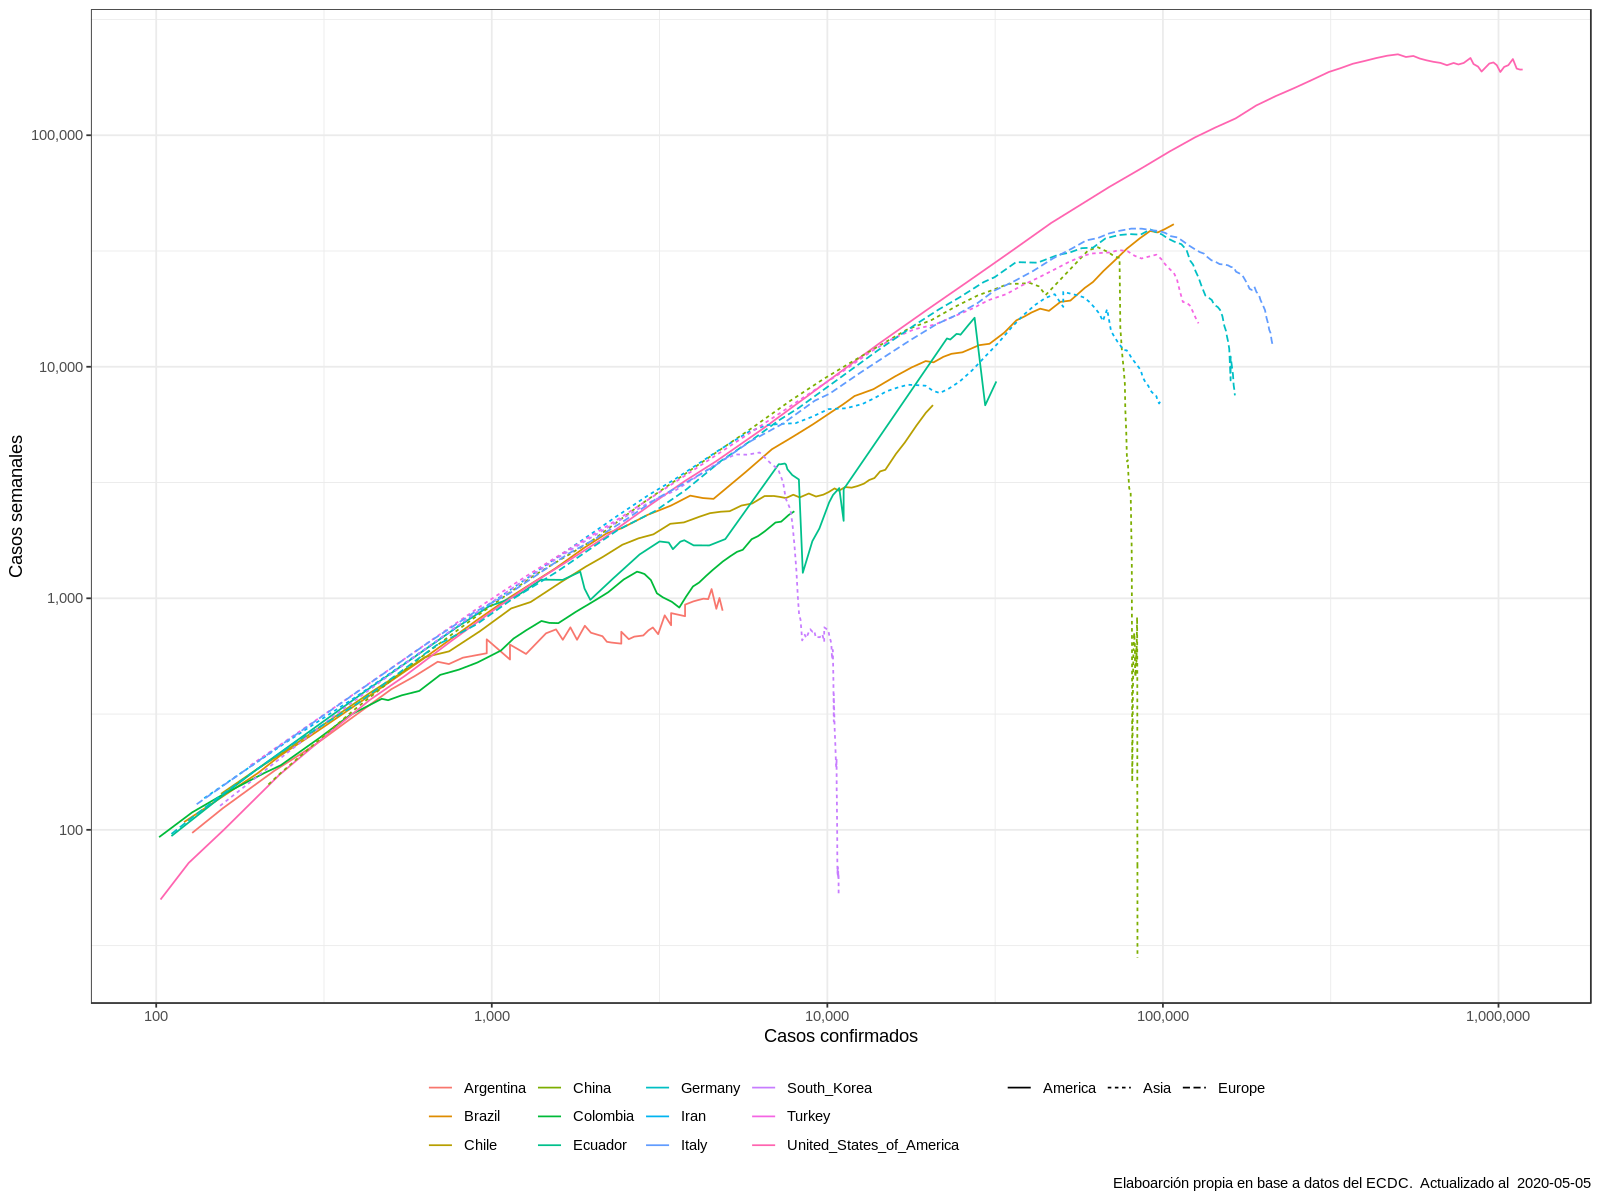 Casos semanales
100,000
10,000
1,000
100
100
1,000
10,000
100,000
1,000,000
Casos confirmados
Argentina
Brazil
Chile
China
Colombia
Ecuador
Germany
Iran
Italy
South_Korea
Turkey
United_States_of_America
America
Asia
Europe
Elaboarción propia en base a datos del ECDC.  Actualizado al  2020-05-05